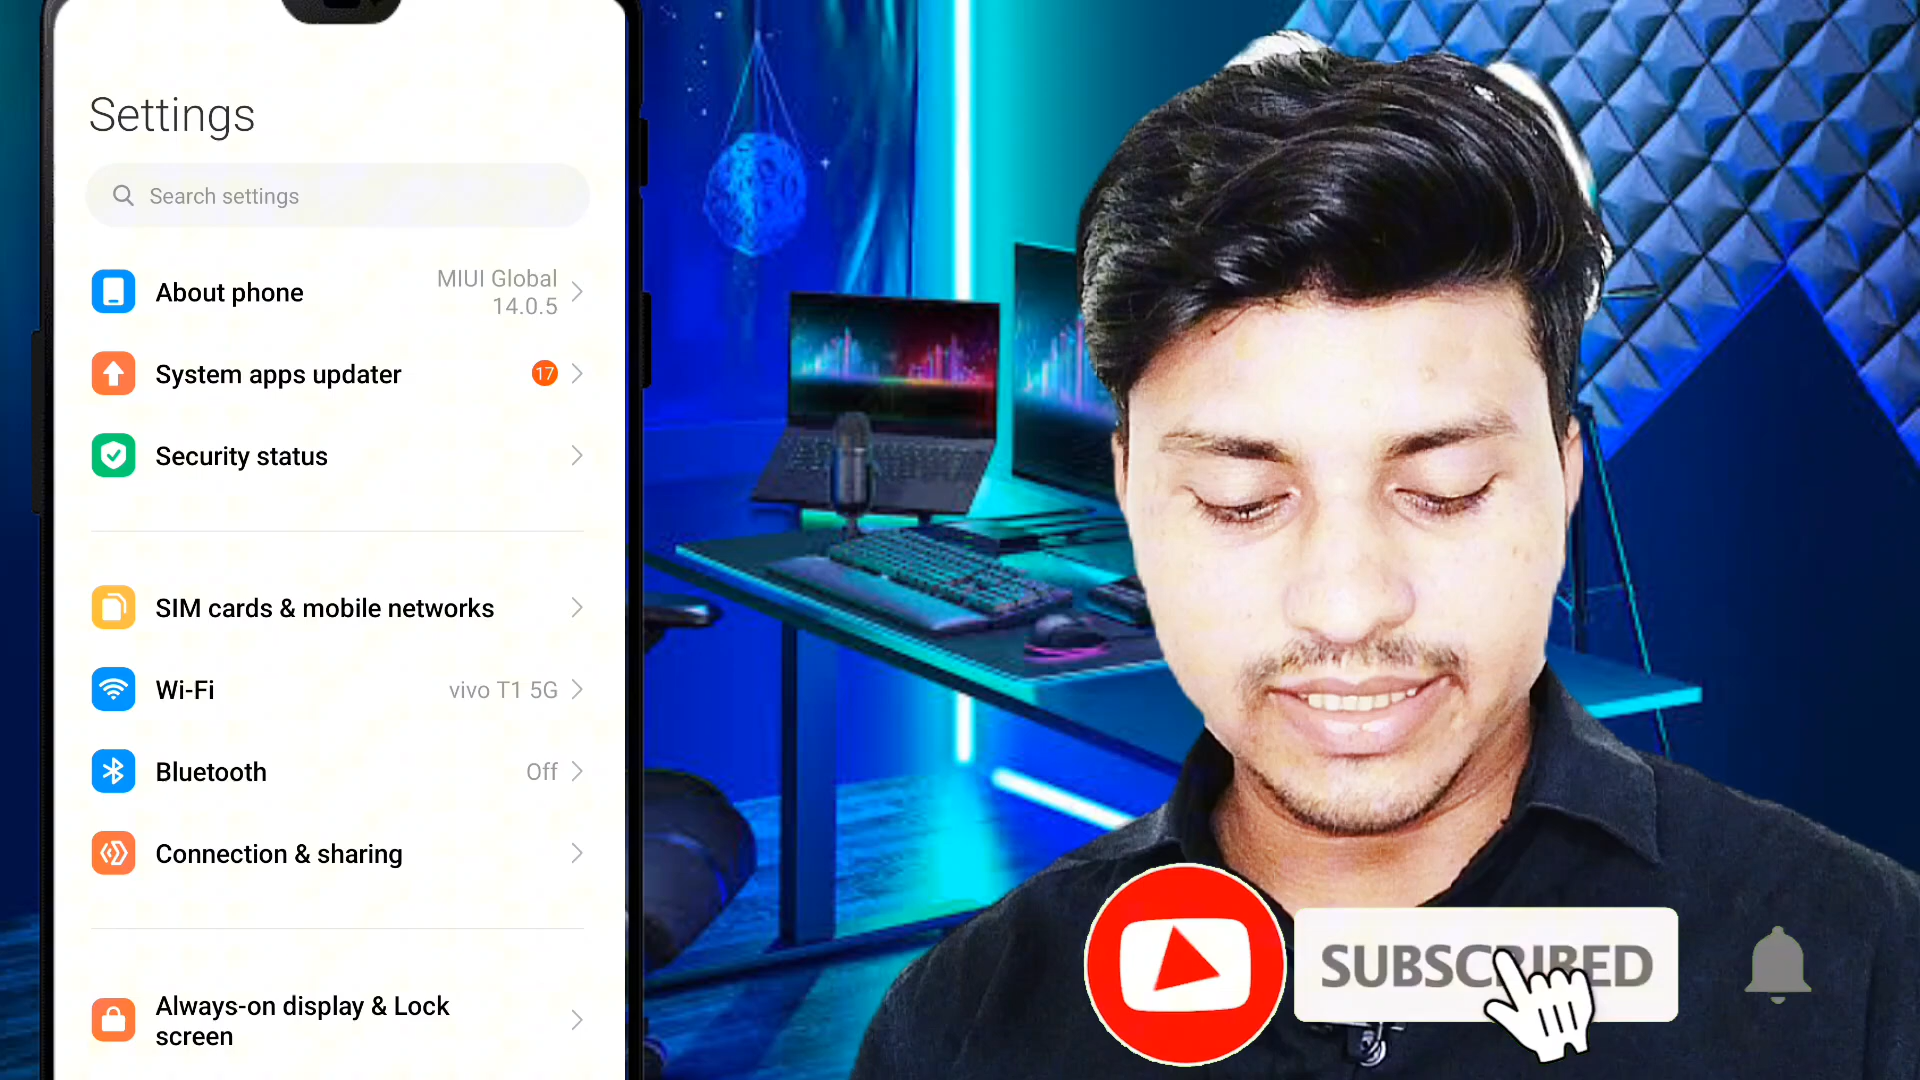 Settings
Search settings
About phone
MIUI Global
14.0.5
System apps updater
17
Security status
SIM cards & mobile networks
Wi-Fi
vivo T1 5G
Bluetooth
Off
Connection & sharing
Always-on display & Lock
screen
SUBSCRIBED